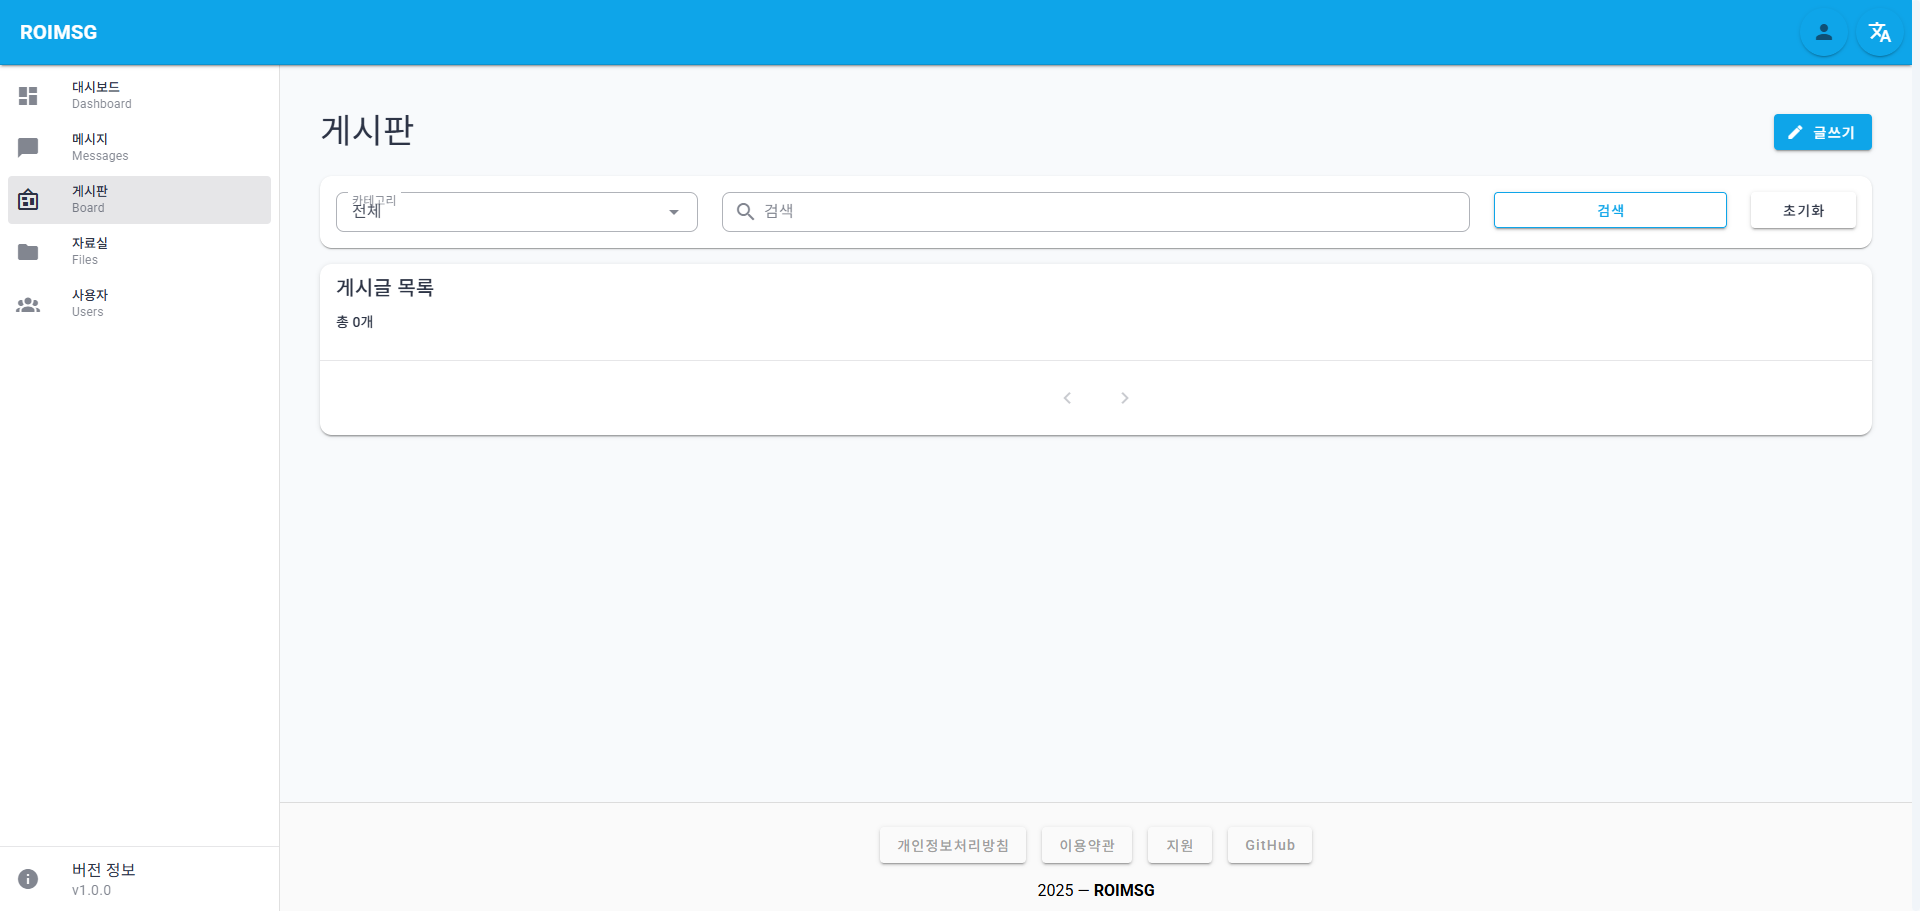 ROIMSG
대시보드
Dashboard
메시지
Messages
게시판
Board
자료실
Files
사용자
Users
버전 정보
v1.0.0
게시판
글쓰기
카테고리
전체
검색
검색
초기화
게시글 목록
총 0개
개인정보처리방침
이용약관
지원
GitHub
2025 — ROIMSG